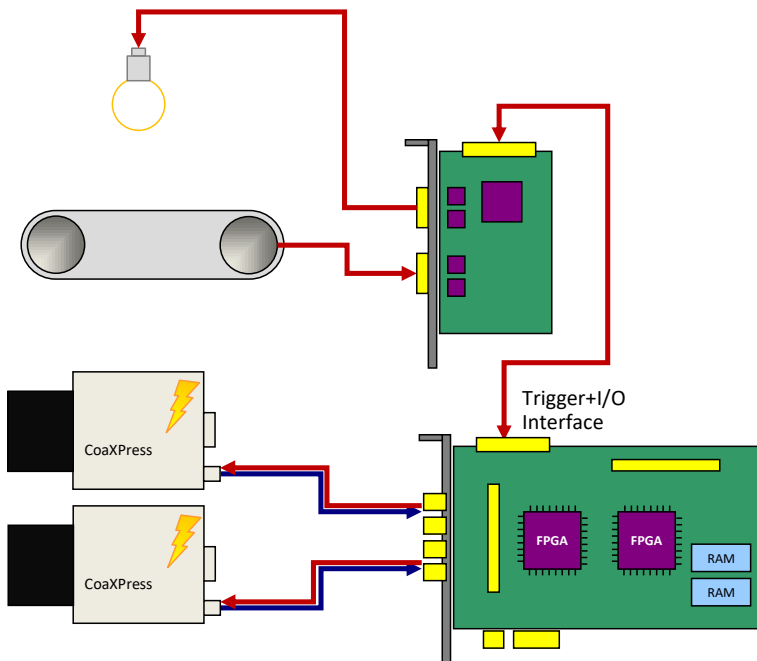 Trigger+I/O
Interface
CoaXPress
CoaXPress
FPGA
FPGA
RAM
RAM